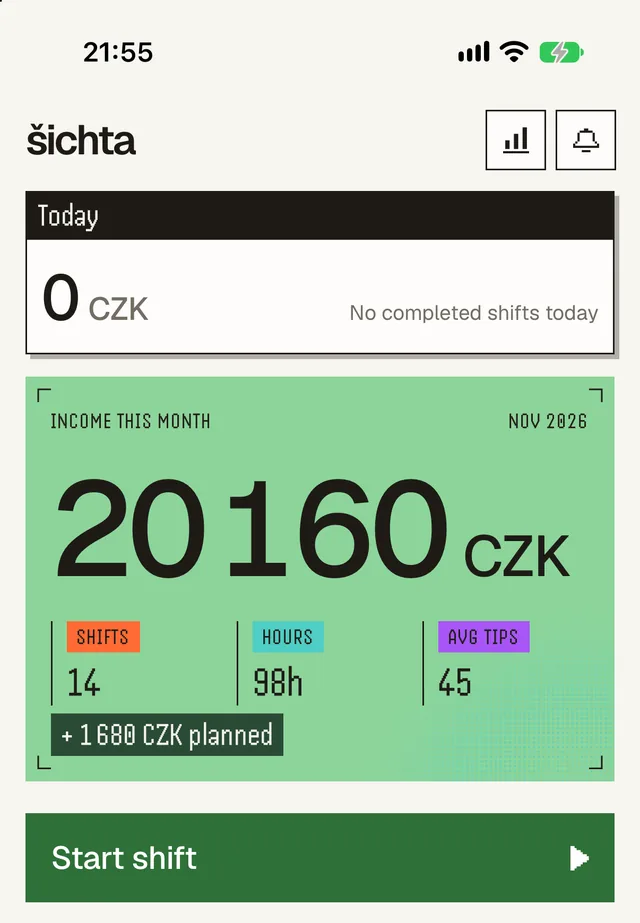 21:55
šichta
Today
0 CZK
No completed shifts today
INCOME THIS MONTH
NOV 2026
20 160 CZK
SHIFTS
HOURS
AVG TIPS
14
98h
45
+ 1 680 CZK planned
Start shift